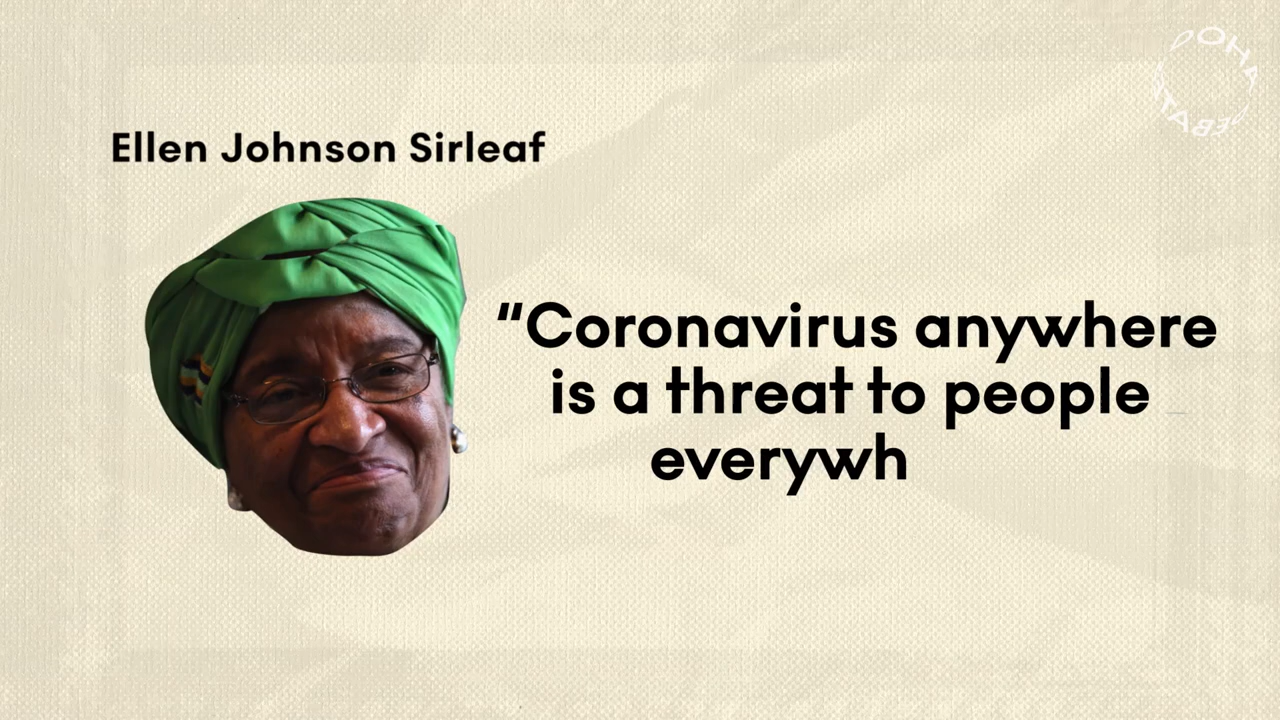 Ellen Johnson Sirleaf
“Coronavirus anywhere
is a threat to people
everywh